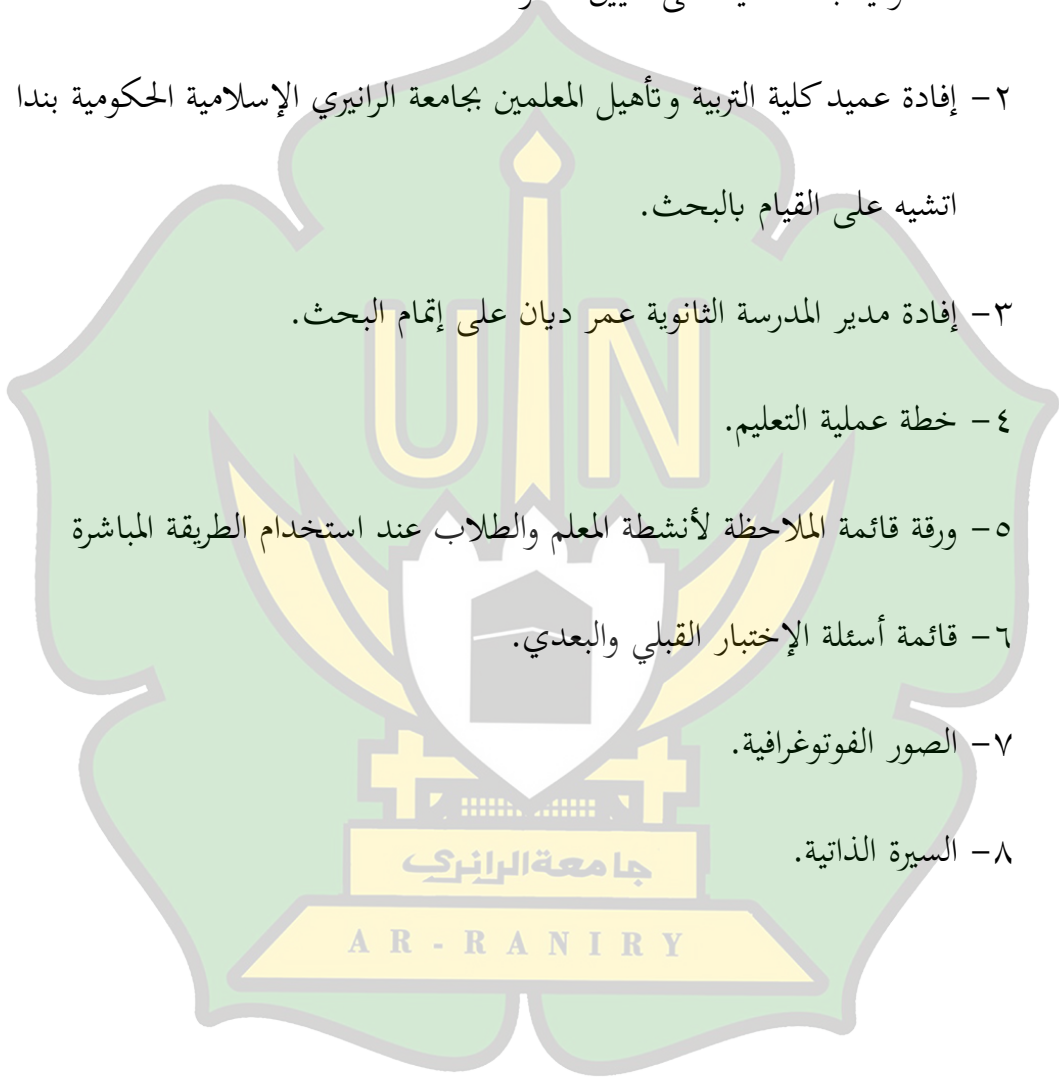 ٢- إفادة عميد كلية التربية وتأهيل المعلمين بجامعة الرانيري الإسلامية الحكومية بندا
اتشيه على القيام بالبحث.
٣- إفادة مدير المدرسة الثانوية عمر ديان على إتمام البحث.
٤- خطة عملية التعليم.
٥- ورقة قائمة الملاحظة لأنشطة المعلم والطلاب عند استخدام الطريقة المباشرة
٦- قائمة أسئلة الإختبار القبلي والبعدي.
٧- الصور الفوتوغرافية.
٨- السيرة الذاتية.
UIN
جامعةالرانري
AR-RANIRY